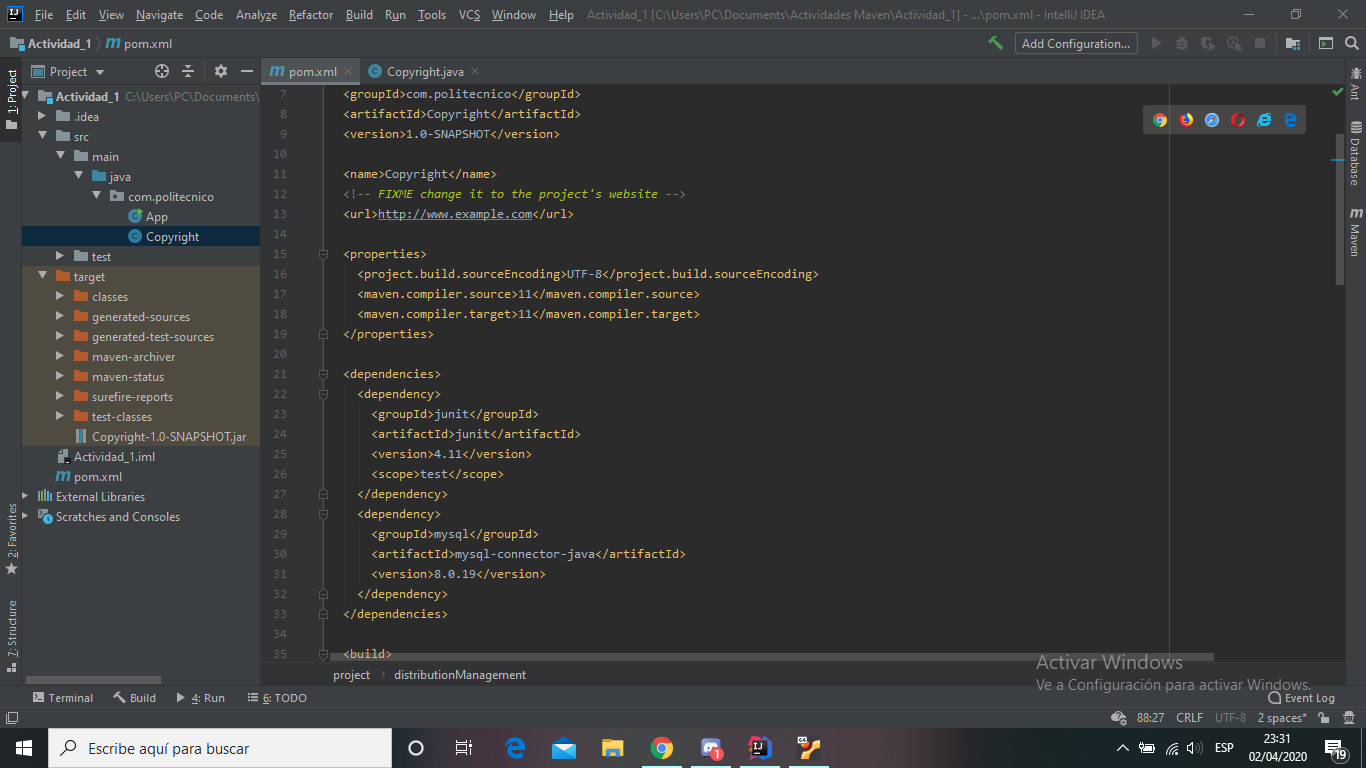 File Edit View Navigate Code Analyze Refactor Build Run Tools VCS Window Help Actividad_1 [C:\Users\PC\Documents\Actividades Maven\Actividad_1] - ...\pom.xml - IntelliJ IDEA
Actividad_1 pom.xml
Add Configuration...
1: Project
2: Favorites
7: Structure
Project
Actividad_1 C:\Users\PC\Documents\
.idea
src
main
java
com.politecnico
App
Copyright
test
target
classes
generated-sources
generated-test-sources
maven-archiver
maven-status
surefire-reports
test-classes
Copyright-1.0-SNAPSHOT.jar
Actividad_1.iml
pom.xml
External Libraries
Scratches and Consoles
pom.xml Copyright.java
7 <groupId>com.politecnico</groupId>
8 <artifactId>Copyright</artifactId>
9 <version>1.0-SNAPSHOT</version>
10
11 <name>Copyright</name>
12 <!-- FIXME change it to the project's website -->
13 <url>http://www.example.com</url>
14
15 <properties>
16 <project.build.sourceEncoding>UTF-8</project.build.sourceEncoding>
17 <maven.compiler.source>11</maven.compiler.source>
18 <maven.compiler.target>11</maven.compiler.target>
19 </properties>
20
21 <dependencies>
22 <dependency>
23 <groupId>junit</groupId>
24 <artifactId>junit</artifactId>
25 <version>4.11</version>
26 <scope>test</scope>
27 </dependency>
28 <dependency>
29 <groupId>mysql</groupId>
30 <artifactId>mysql-connector-java</artifactId>
31 <version>8.0.19</version>
32 </dependency>
33 </dependencies>
34
35 <build>
project distributionManagement
Ant
Database
Maven
Activar Windows
Ve a Configuración para activar Windows.
Terminal Build 4: Run 6: TODO Event Log
88:27 CRLF UTF-8 2 spaces*
Escribe aquí para buscar
1
ESP
23:31
02/04/2020
19